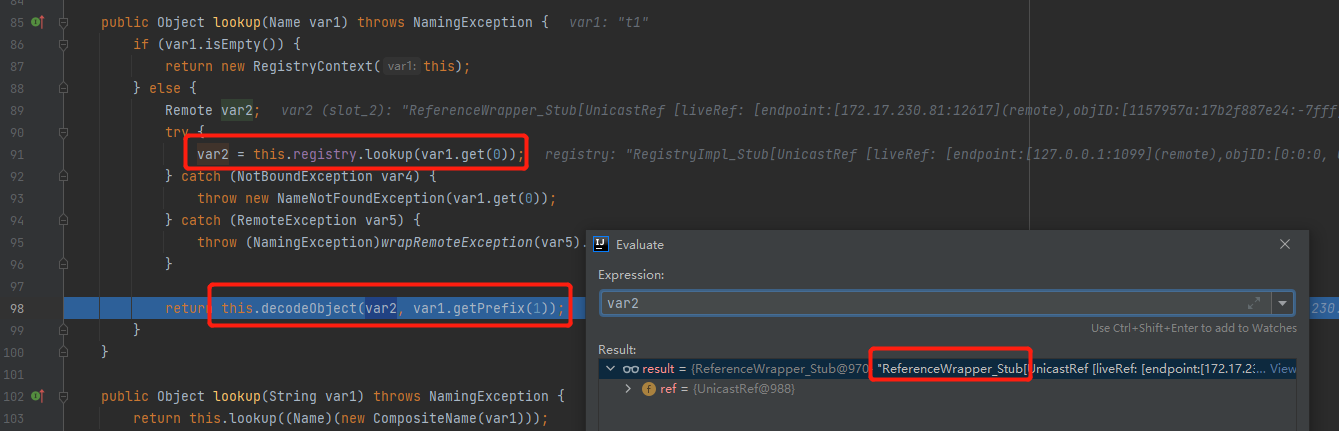 84
85 public Object lookup(Name var1) throws NamingException { var1: "t1"
86 if (var1.isEmpty()) {
87 return new RegistryContext( var1: this);
88 } else {
89 Remote var2; var2 (slot_2): "ReferenceWrapper_Stub[UnicastRef [liveRef: [endpoint:[172.17.230.81:12617](remote),objID:[1157957a:17b2f887e24:-7fff
90 try {
91 var2 = this.registry.lookup(var1.get(0)); registry: "RegistryImpl_Stub[UnicastRef [liveRef: [endpoint:[127.0.0.1:1099](remote),objID:[0:0:0, 
92 } catch (NotBoundException var4) {
93 throw new NameNotFoundException(var1.get(0));
94 } catch (RemoteException var5) {
95 throw (NamingException)wrapRemoteException(var5).
96 }
97
98 return this.decodeObject(var2, var1.getPrefix(1)); 230.
99 }
100 }
101
102 public Object lookup(String var1) throws NamingException {
103 return this.lookup((Name)(new CompositeName(var1)));
Evaluate
Expression:
var2
Use Ctrl+Shift+Enter to add to Watches
Result:
result = {ReferenceWrapper_Stub@970 "ReferenceWrapper_Stub[UnicastRef [liveRef: [endpoint:[172.17.23... View
f ref = {UnicastRef@988}